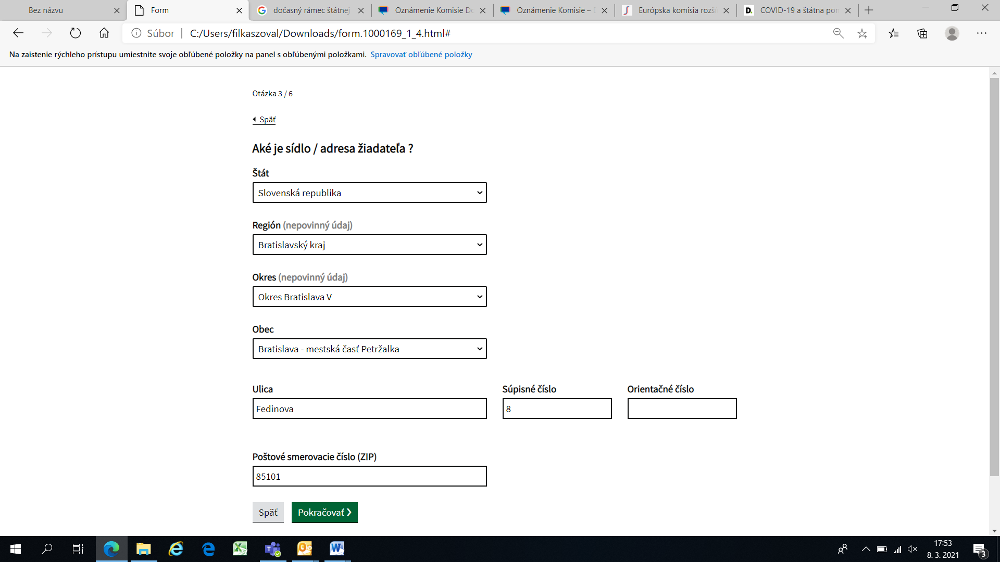 Bez názvu
Form
dočasný rámec štátnej
Oznámenie Komisie Do
Oznámenie Komisie – D
Európska komisia rozší
COVID-19 a štátna pom
Súbor
C:/Users/filkaszoval/Downloads/form.1000169_1_4.html#
Na zaistenie rýchleho prístupu umiestnite svoje obľúbené položky na panel s obľúbenými položkami. Spravovať obľúbené položky
Otázka 3 / 6
Späť
Aké je sídlo / adresa žiadateľa ?
Štát
Slovenská republika
Región (nepovinný údaj)
Bratislavský kraj
Okres (nepovinný údaj)
Okres Bratislava V
Obec
Bratislava - mestská časť Petržalka
Ulica Súpisné číslo Orientačné číslo
Fedinova 8
Poštové smerovacie číslo (ZIP)
85101
Späť Pokračovať
17:53
8. 3. 2021
3